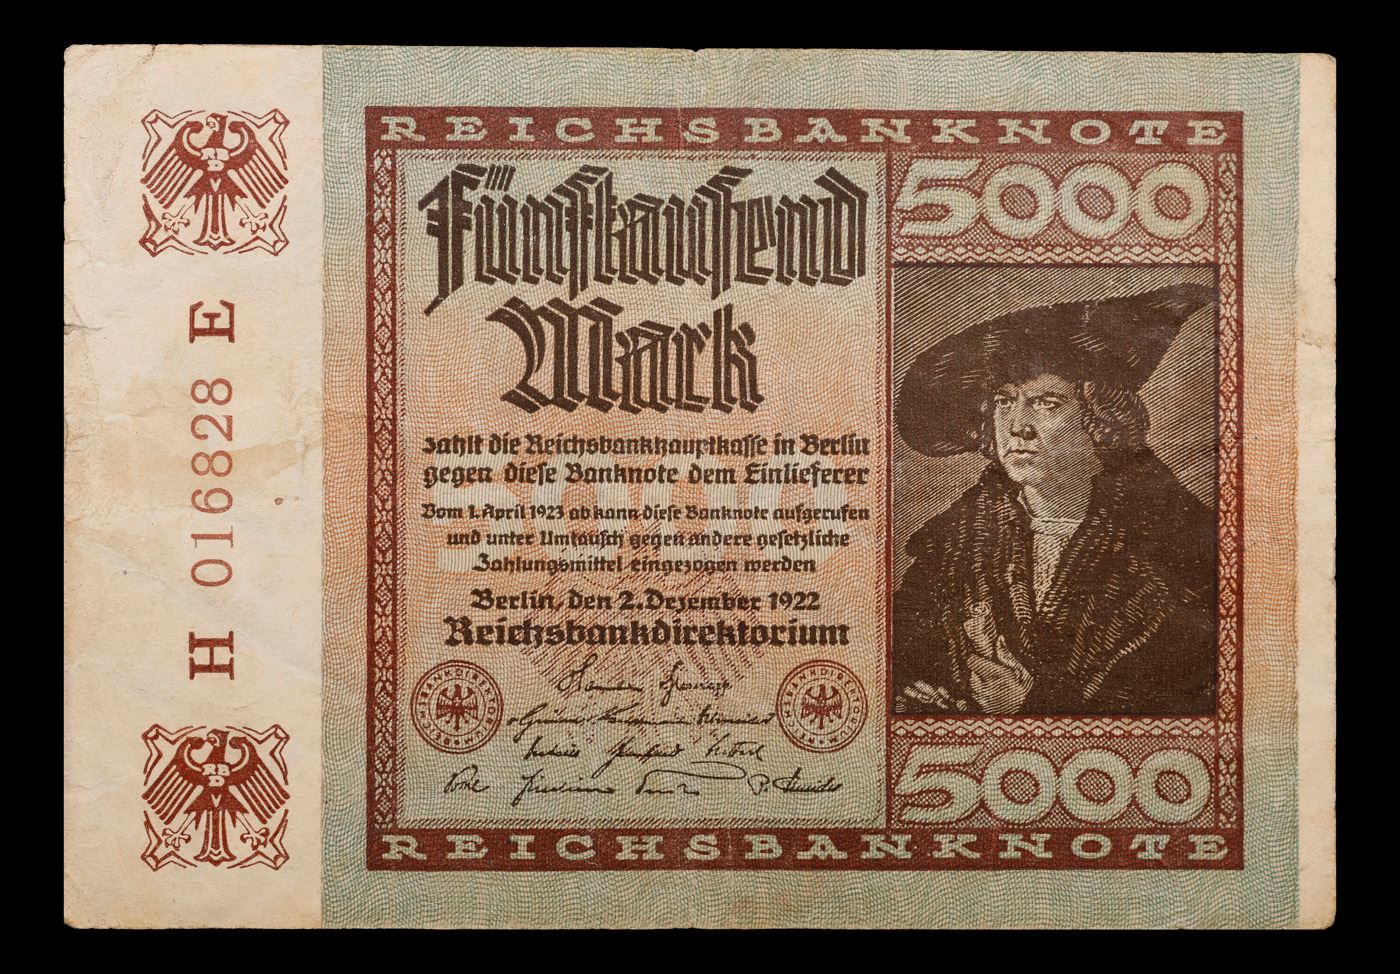 H 016828 E
REICHSBANKNOTE
5000
Fünftausend
Mark
zahlt die Reichsbankhauptkasse in Berlin
gegen diese Banknote dem Einlieferer
Vom 1. April 1923 ab kann diese Banknote aufgerufen
und unter Umtausch gegen andere gesetzliche
Zahlungsmittel eingezogen werden
Berlin, den 2. Dezember 1922
Reichsbankdirektorium
5000
REICHSBANKNOTE